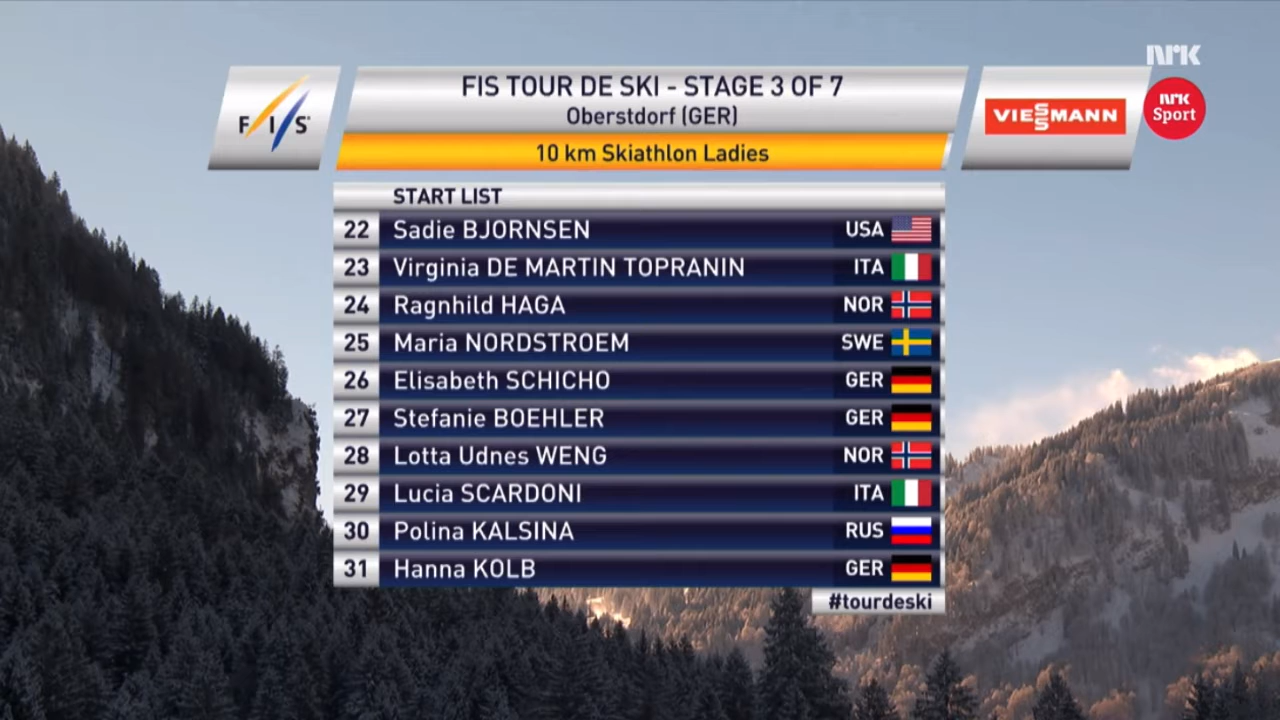 nrk
FIS TOUR DE SKI - STAGE 3 OF 7
FIS
Oberstdorf (GER)
VIESSMANN
nrk
Sport
10 km Skiathlon Ladies
START LIST
22 Sadie BJORNSEN USA
23 Virginia DE MARTIN TOPRANIN ITA
24 Ragnhild HAGA NOR
25 Maria NORDSTROEM SWE
26 Elisabeth SCHICHO GER
27 Stefanie BOEHLER GER
28 Lotta Udnes WENG NOR
29 Lucia SCARDONI ITA
30 Polina KALSINA RUS
31 Hanna KOLB GER
#tourdeski